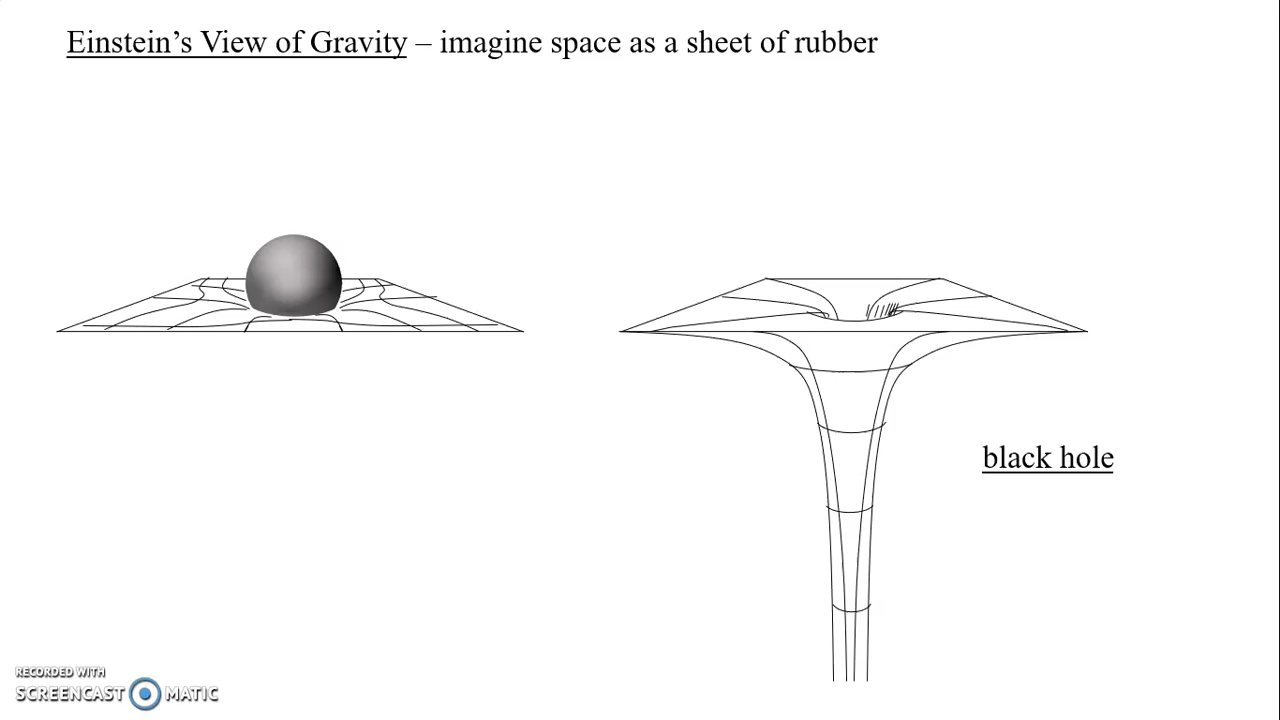 Einstein’s View of Gravity – imagine space as a sheet of rubber
black hole
RECORDED WITH
SCREENCAST MATIC